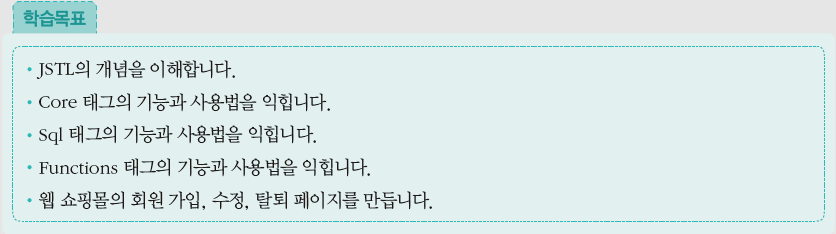 학습목표
• JSTL의 개념을 이해합니다.
• Core 태그의 기능과 사용법을 익힙니다.
• Sql 태그의 기능과 사용법을 익힙니다.
• Functions 태그의 기능과 사용법을 익힙니다.
• 웹 쇼핑몰의 회원 가입, 수정, 탈퇴 페이지를 만듭니다.